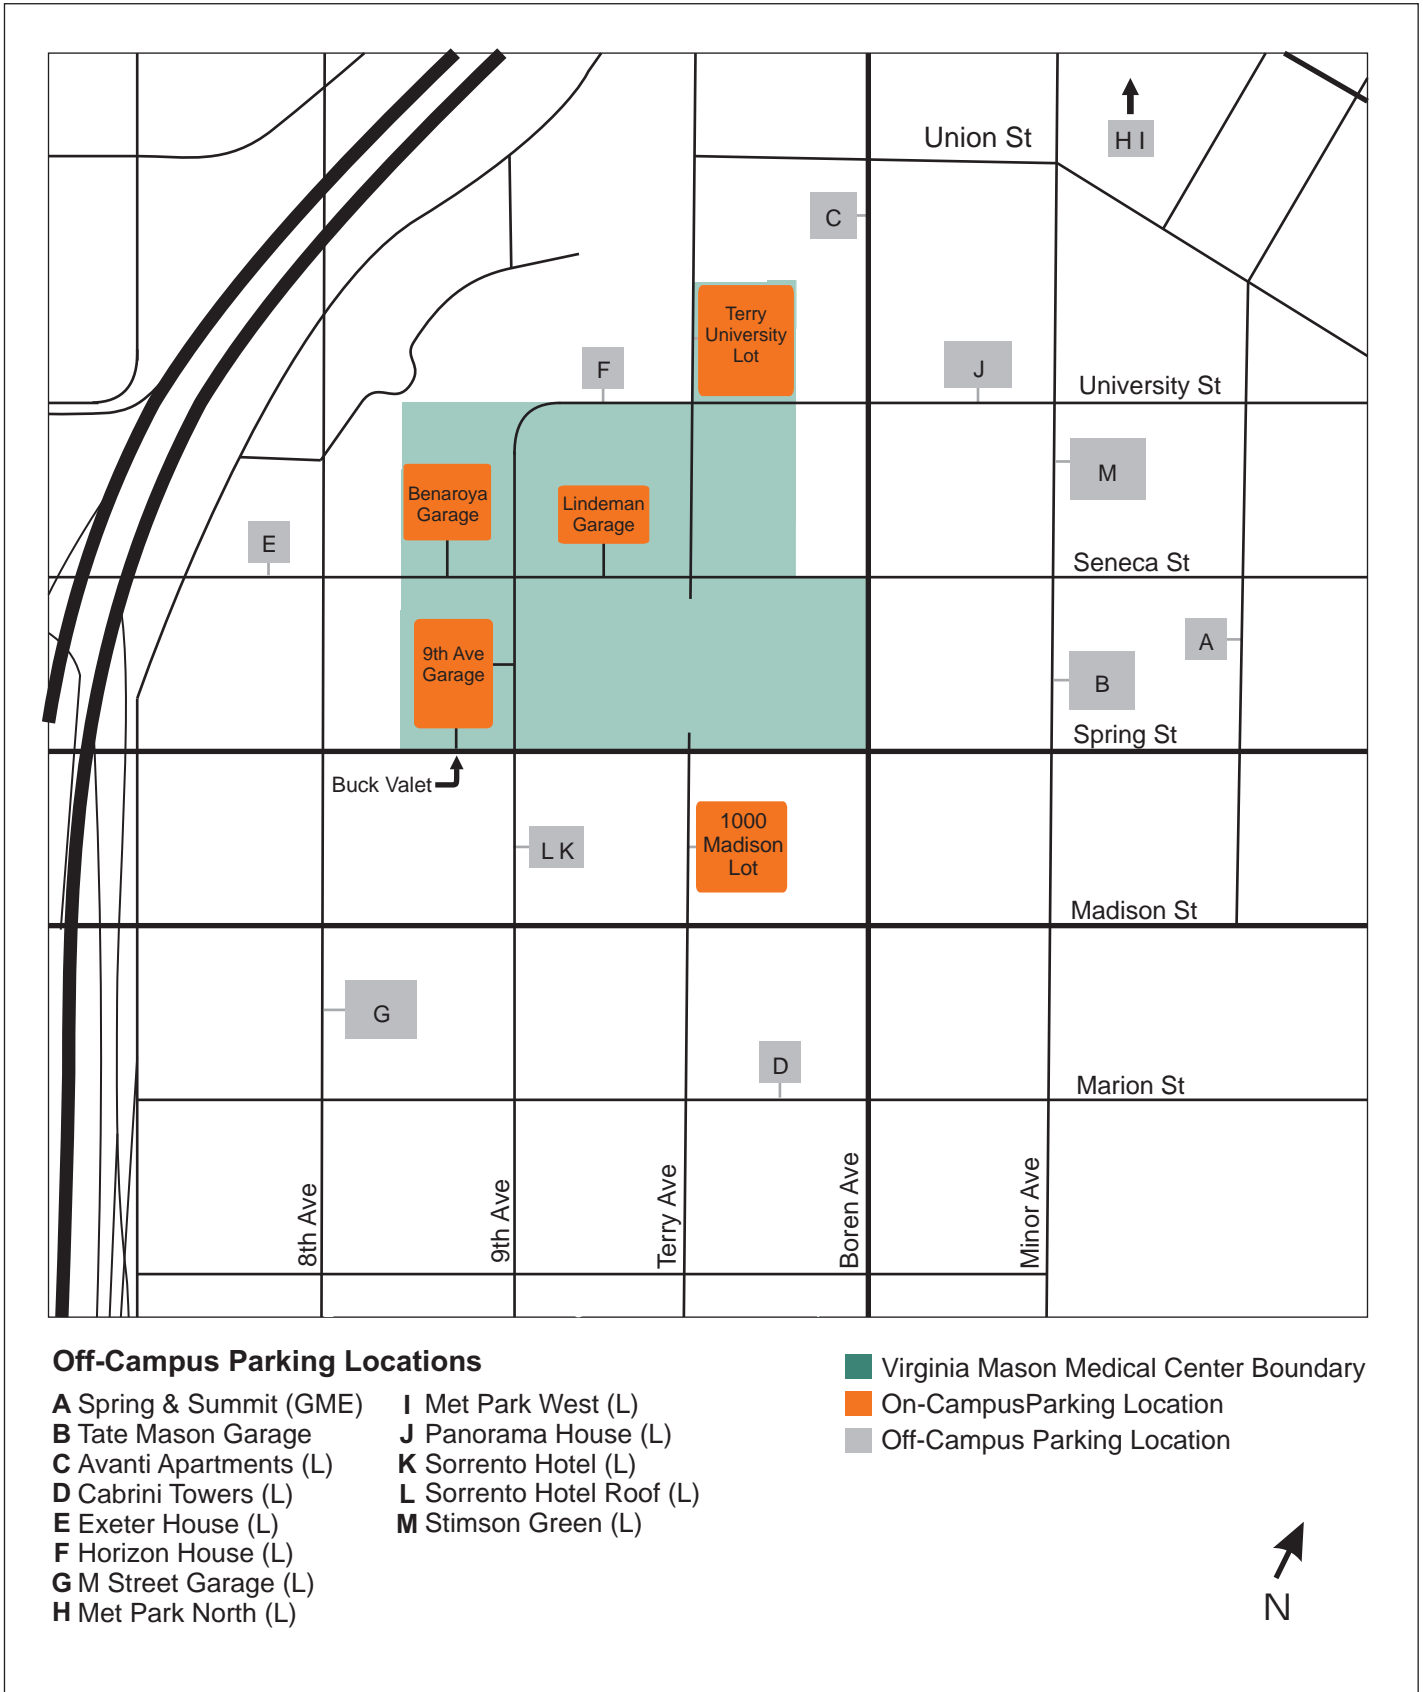 Union St
H I
C
Terry
University
Lot
F
J
University St
M
Benaroya
Garage
Lindeman
Garage
E
Seneca St
A
9th Ave
Garage
B
Spring St
Buck Valet
1000
Madison
Lot
L K
Madison St
G
D
Marion St
8th Ave
9th Ave
Terry Ave
Boren Ave
Minor Ave
Off-Campus Parking Locations
A Spring & Summit (GME)
B Tate Mason Garage
C Avanti Apartments (L)
D Cabrini Towers (L)
E Exeter House (L)
F Horizon House (L)
G M Street Garage (L)
H Met Park North (L)
I Met Park West (L)
J Panorama House (L)
K Sorrento Hotel (L)
L Sorrento Hotel Roof (L)
M Stimson Green (L)
Virginia Mason Medical Center Boundary
On-CampusParking Location
Off-Campus Parking Location
N